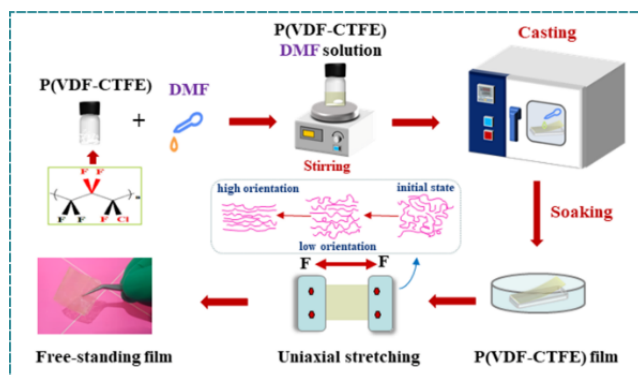 P(VDF-CTFE)
DMF solution
Casting
P(VDF-CTFE)
DMF
+
Stirring
F F
F F F Cl
n
high orientation
initial state
low orientation
Soaking
F F
Free-standing film
Uniaxial stretching
P(VDF-CTFE) film